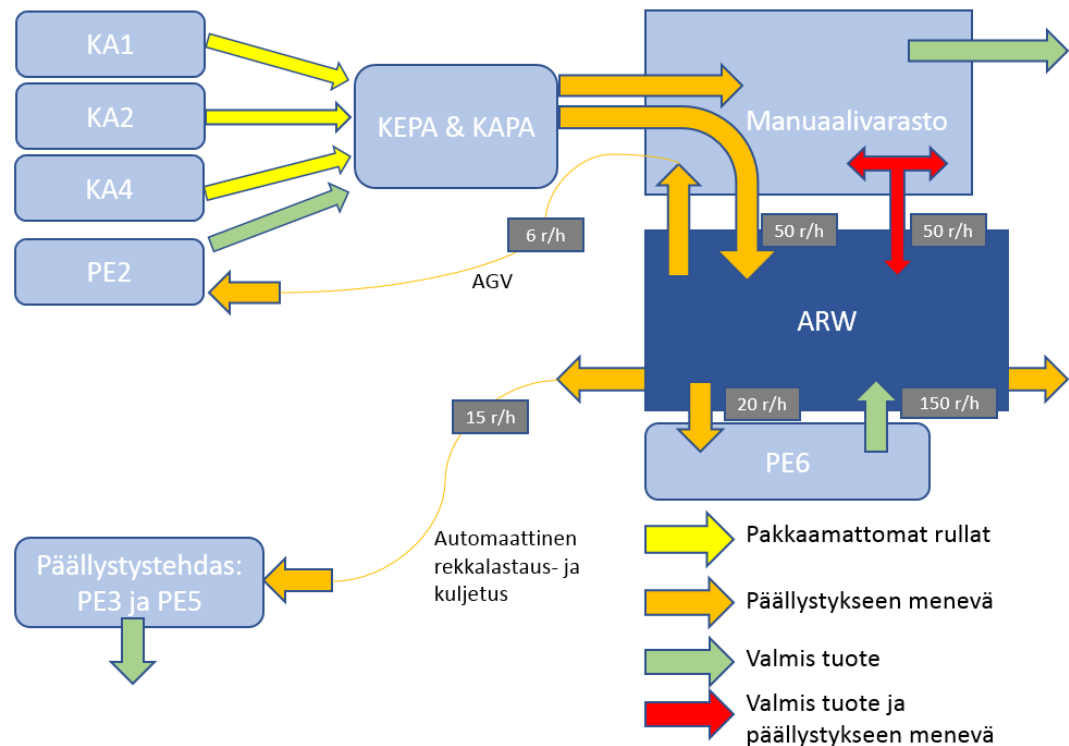 KA1
KA2
KA4
PE2
KEPA & KAPA
Manuaalivarasto
6 r/h
AGV
50 r/h
50 r/h
ARW
15 r/h
20 r/h
150 r/h
PE6
Automaattinen
rekkalastaus- ja
kuljetus
Päällystystehdas:
PE3 ja PE5
Pakkaamattomat rullat
Päällystykseen menevä
Valmis tuote
Valmis tuote ja
päällystykseen menevä